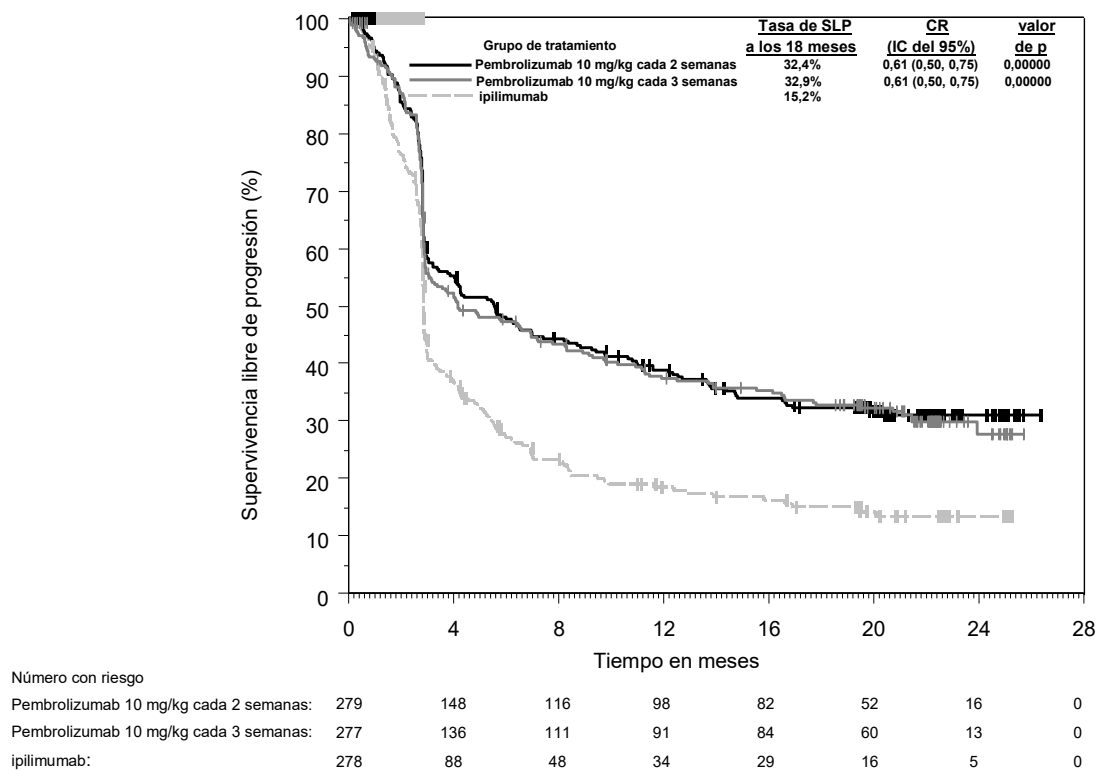 Tasa de SLP CR valor
Grupo de tratamiento a los 18 meses (IC del 95%) de p
Pembrolizumab 10 mg/kg cada 2 semanas 32,4% 0,61 (0,50, 0,75) 0,00000
Pembrolizumab 10 mg/kg cada 3 semanas 32,9% 0,61 (0,50, 0,75) 0,00000
ipilimumab 15,2%
Supervivencia libre de progresión (%)
100
90
80
70
60
50
40
30
20
10
0
0 4 8 12 16 20 24 28
Tiempo en meses
Número con riesgo
Pembrolizumab 10 mg/kg cada 2 semanas: 279 148 116 98 82 52 16 0
Pembrolizumab 10 mg/kg cada 3 semanas: 277 136 111 91 84 60 13 0
ipilimumab: 278 88 48 34 29 16 5 0